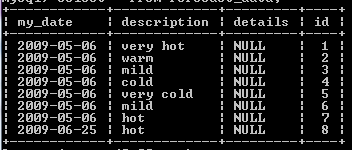 my_date | description | details | id
2009-05-06 | very hot | NULL | 1
2009-05-06 | warm | NULL | 2
2009-05-06 | mild | NULL | 3
2009-05-06 | cold | NULL | 4
2009-05-06 | very cold | NULL | 5
2009-05-06 | mild | NULL | 6
2009-05-06 | hot | NULL | 7
2009-06-25 | hot | NULL | 8